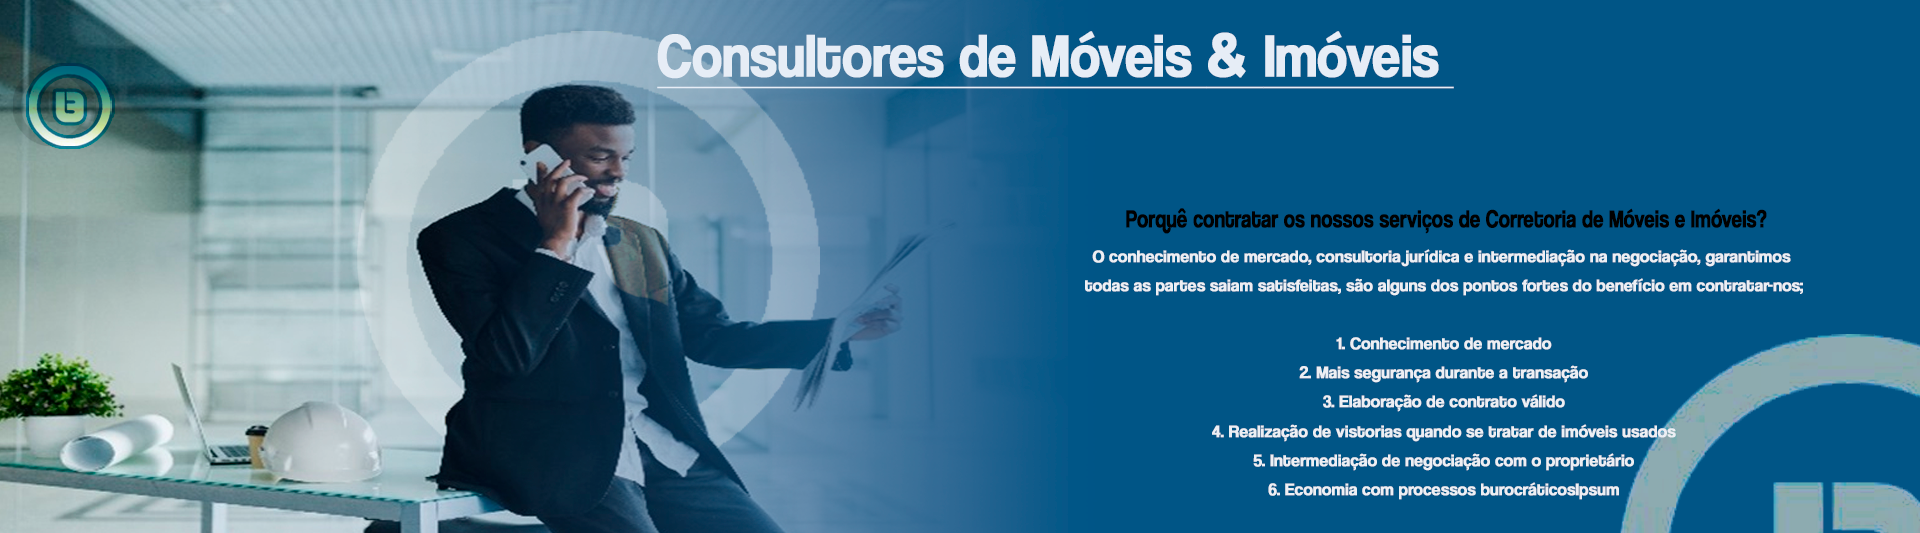 Consultores de Móveis & Imóveis
t
Porquê contratar os nossos serviços de Corretoria de Móveis e Imóveis?
O conhecimento de mercado, consultoria jurídica e intermediação na negociação, garantimos
todas as partes saiam satisfeitas, são alguns dos pontos fortes do benefício em contratar-nos;
1. Conhecimento de mercado
2. Mais segurança durante a transação
3. Elaboração de contrato válido
4. Realização de vistorias quando se tratar de imóveis usados
5. Intermediação de negociação com o proprietário
6. Economia com processos burocráticosIpsum